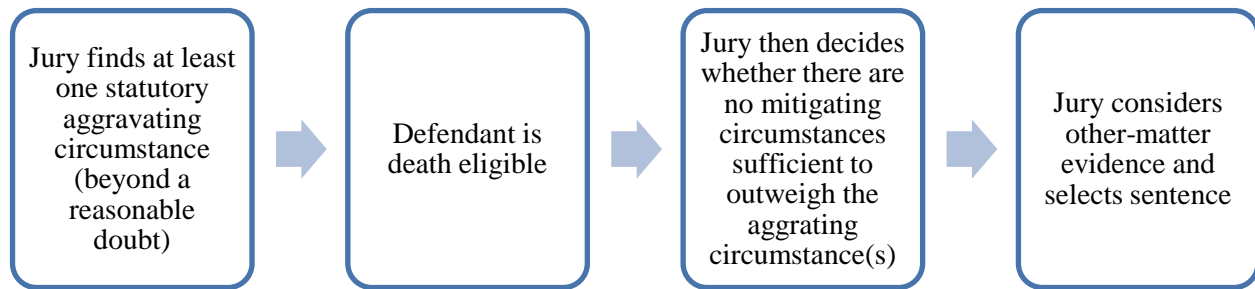 Jury finds at least
one statutory
aggravating
circumstance
(beyond a
reasonable
doubt)
Defendant is
death eligible
Jury then decides
whether there are
no mitigating
circumstances
sufficient to
outweigh the
aggrating
circumstance(s)
Jury considers
other-matter
evidence and
selects sentence